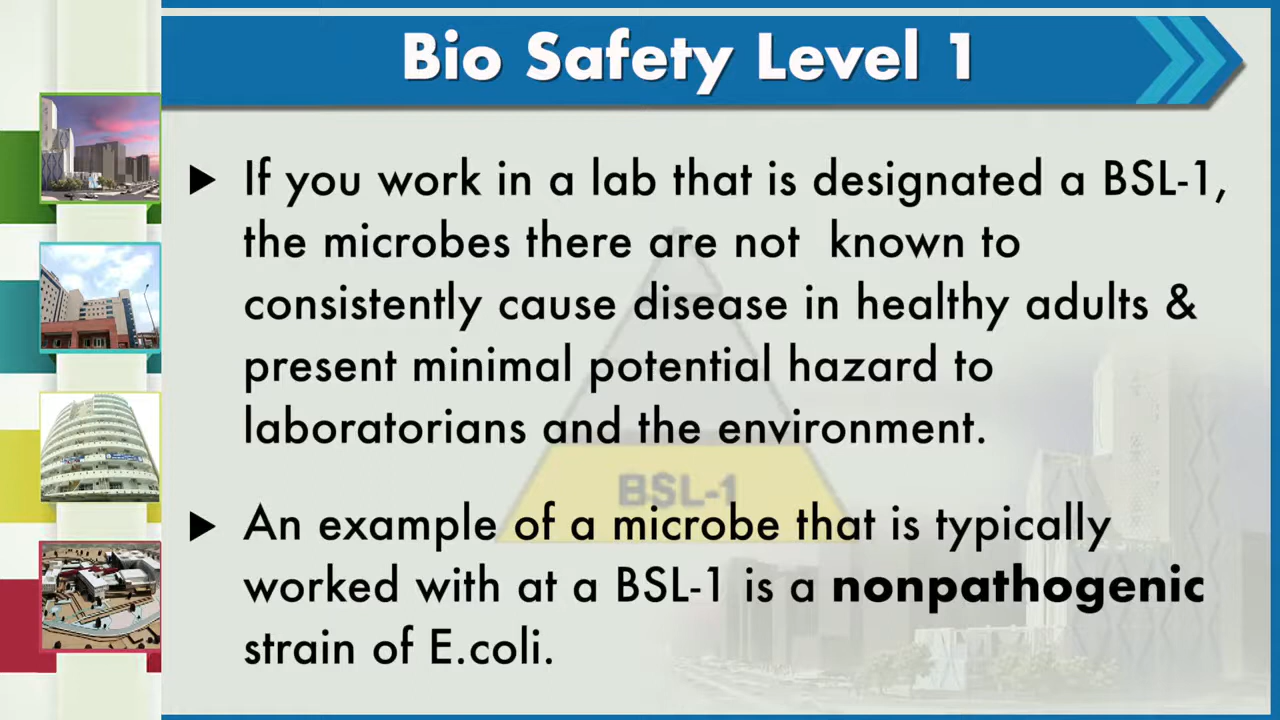 Bio Safety Level 1
If you work in a lab that is designated a BSL-1,
the microbes there are not known to
consistently cause disease in healthy adults &
present minimal potential hazard to
laboratorians and the environment.
BSL-1
An example of a microbe that is typically
worked with at a BSL-1 is a nonpathogenic
strain of E.coli.